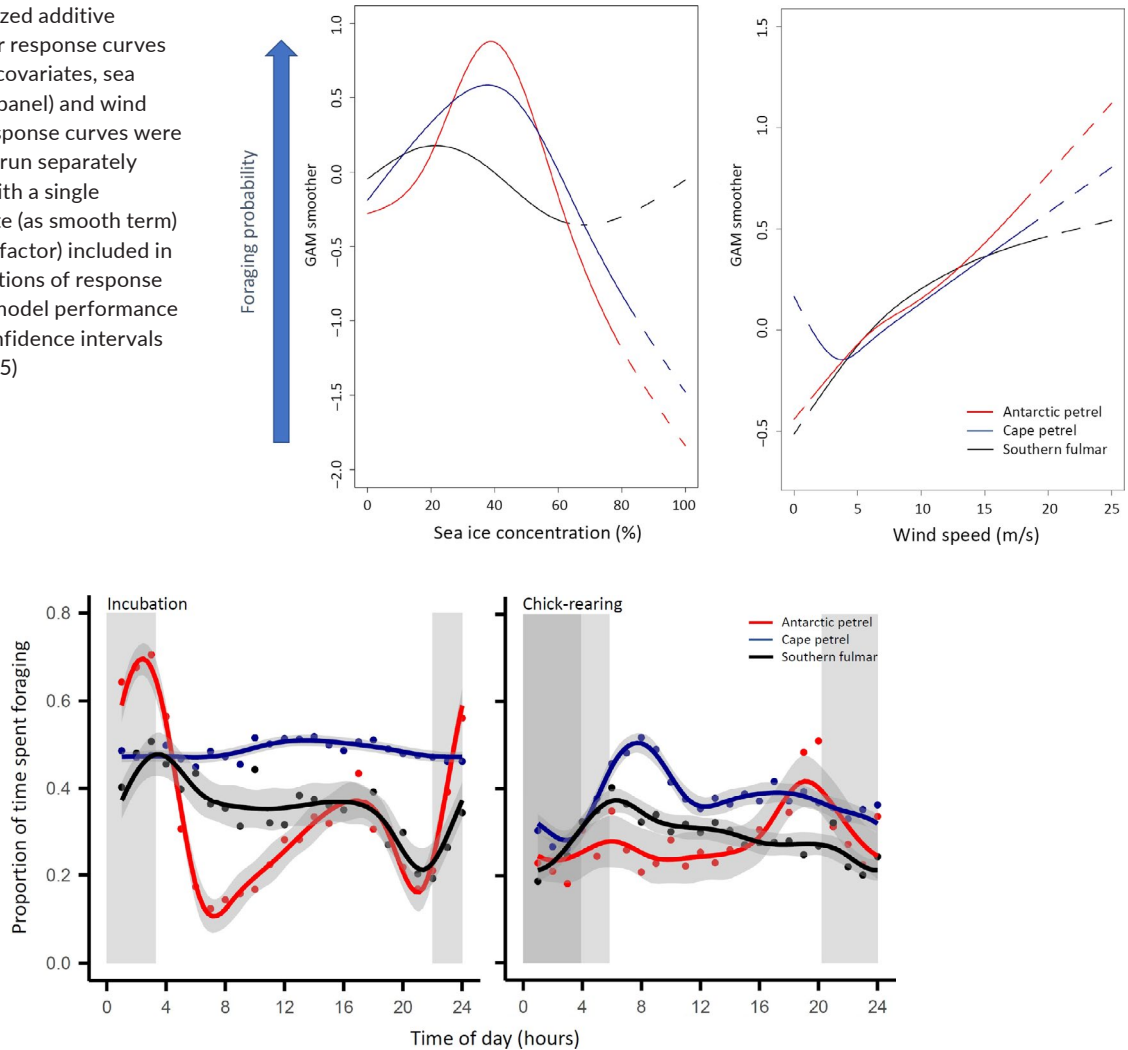 zed additive
r response curves
covariates, sea
panel) and wind
sponse curves were
run separately
ith a single
te (as smooth term)
factor) included in
tions of response
model performance
nfidence intervals
5)
Foraging probability
GAM smoother
1.0
0.5
0.0
−0.5
−1.0
−1.5
−2.0
0 20 40 60 80 100
Sea ice concentration (%)
GAM smoother
1.5
1.0
0.5
0.0
−0.5
Antarctic petrel
Cape petrel
Southern fulmar
0 5 10 15 20 25
Wind speed (m/s)
Proportion of time spent foraging
0.8
0.6
0.4
0.2
0.0
Incubation
0 4 8 12 16 20 24
Chick-rearing
Antarctic petrel
Cape petrel
Southern fulmar
0 4 8 12 16 20 24
Time of day (hours)